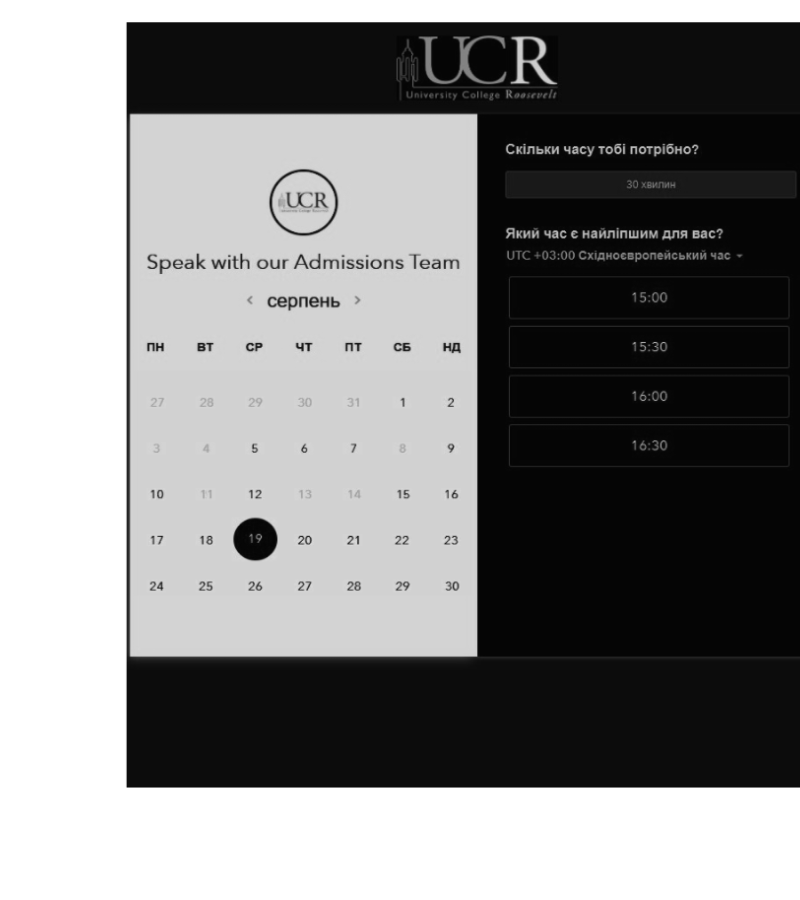 UCR
University College Roosevelt
UCR
Speak with our Admissions Team
< серпень >
ПН ВТ СР ЧТ ПТ СБ НД
27 28 29 30 31 1 2
3 4 5 6 7 8 9
10 11 12 13 14 15 16
17 18 19 20 21 22 23
24 25 26 27 28 29 30
Скільки часу тобі потрібно?
30 хвилин
Який час є найліпшим для вас?
UTC +03:00 Східноєвропейський час
15:00
15:30
16:00
16:30